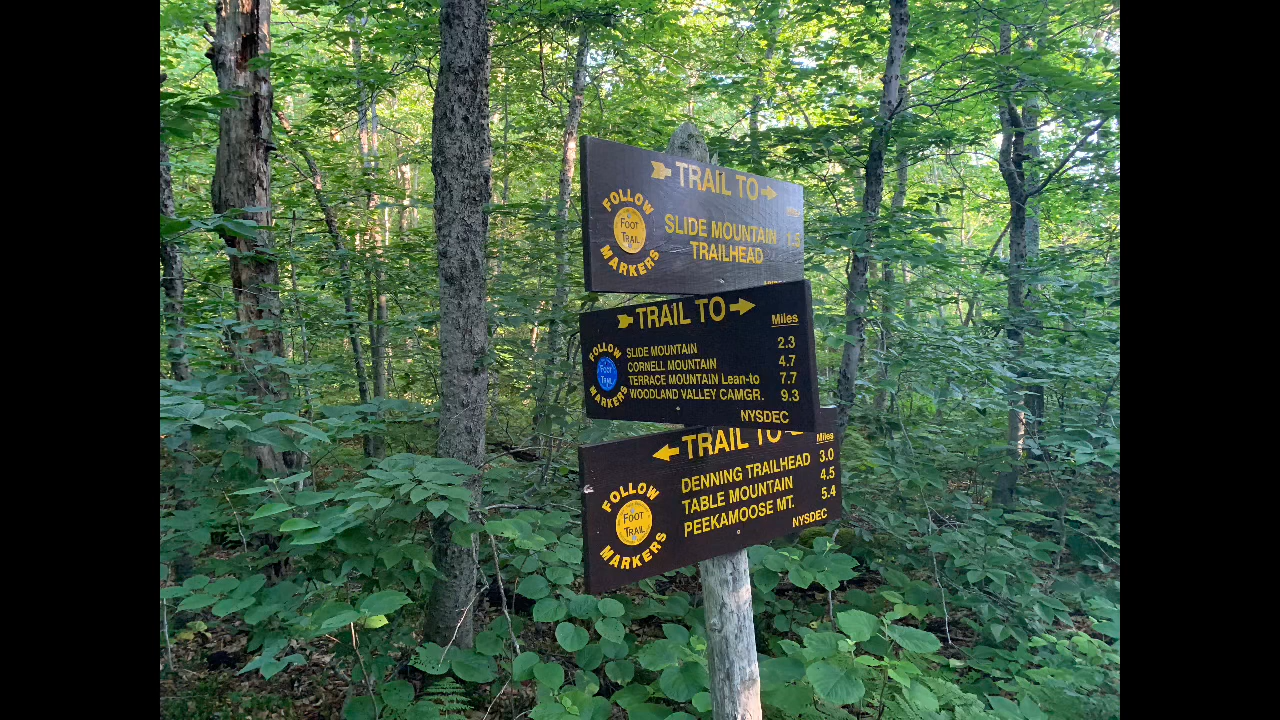 TRAIL TO
MILES
FOLLOW
FOOT
TRAIL
MARKERS
SLIDE MOUNTAIN 1.5
TRAILHEAD
TRAIL TO
Miles
FOLLOW
FOOT
TRAIL
MARKERS
SLIDE MOUNTAIN 2.3
CORNELL MOUNTAIN 4.7
TERRACE MOUNTAIN Lean-to 7.7
WOODLAND VALLEY CAMGR. 9.3
NYSDEC
TRAIL TO
Miles
FOLLOW
FOOT
TRAIL
MARKERS
DENNING TRAILHEAD 3.0
TABLE MOUNTAIN 4.5
PEEKAMOOSE MT. 5.4
NYSDEC